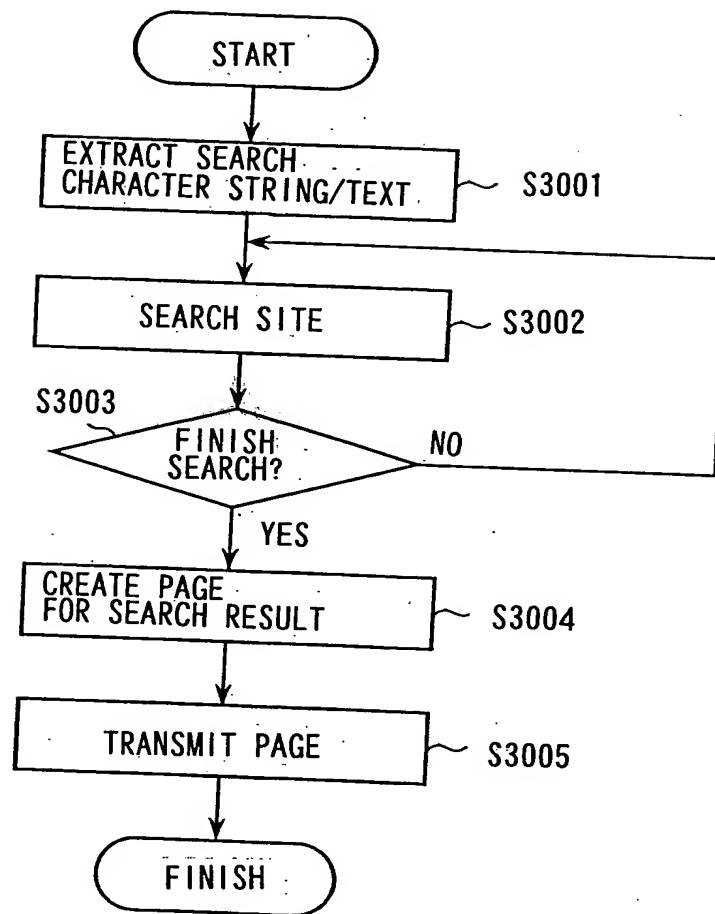 START
EXTRACT SEARCH
CHARACTER STRING/TEXT
S3001
SEARCH SITE
S3002
S3003
FINISH
SEARCH?
NO
YES
CREATE PAGE
FOR SEARCH RESULT
S3004
TRANSMIT PAGE
S3005
FINISH